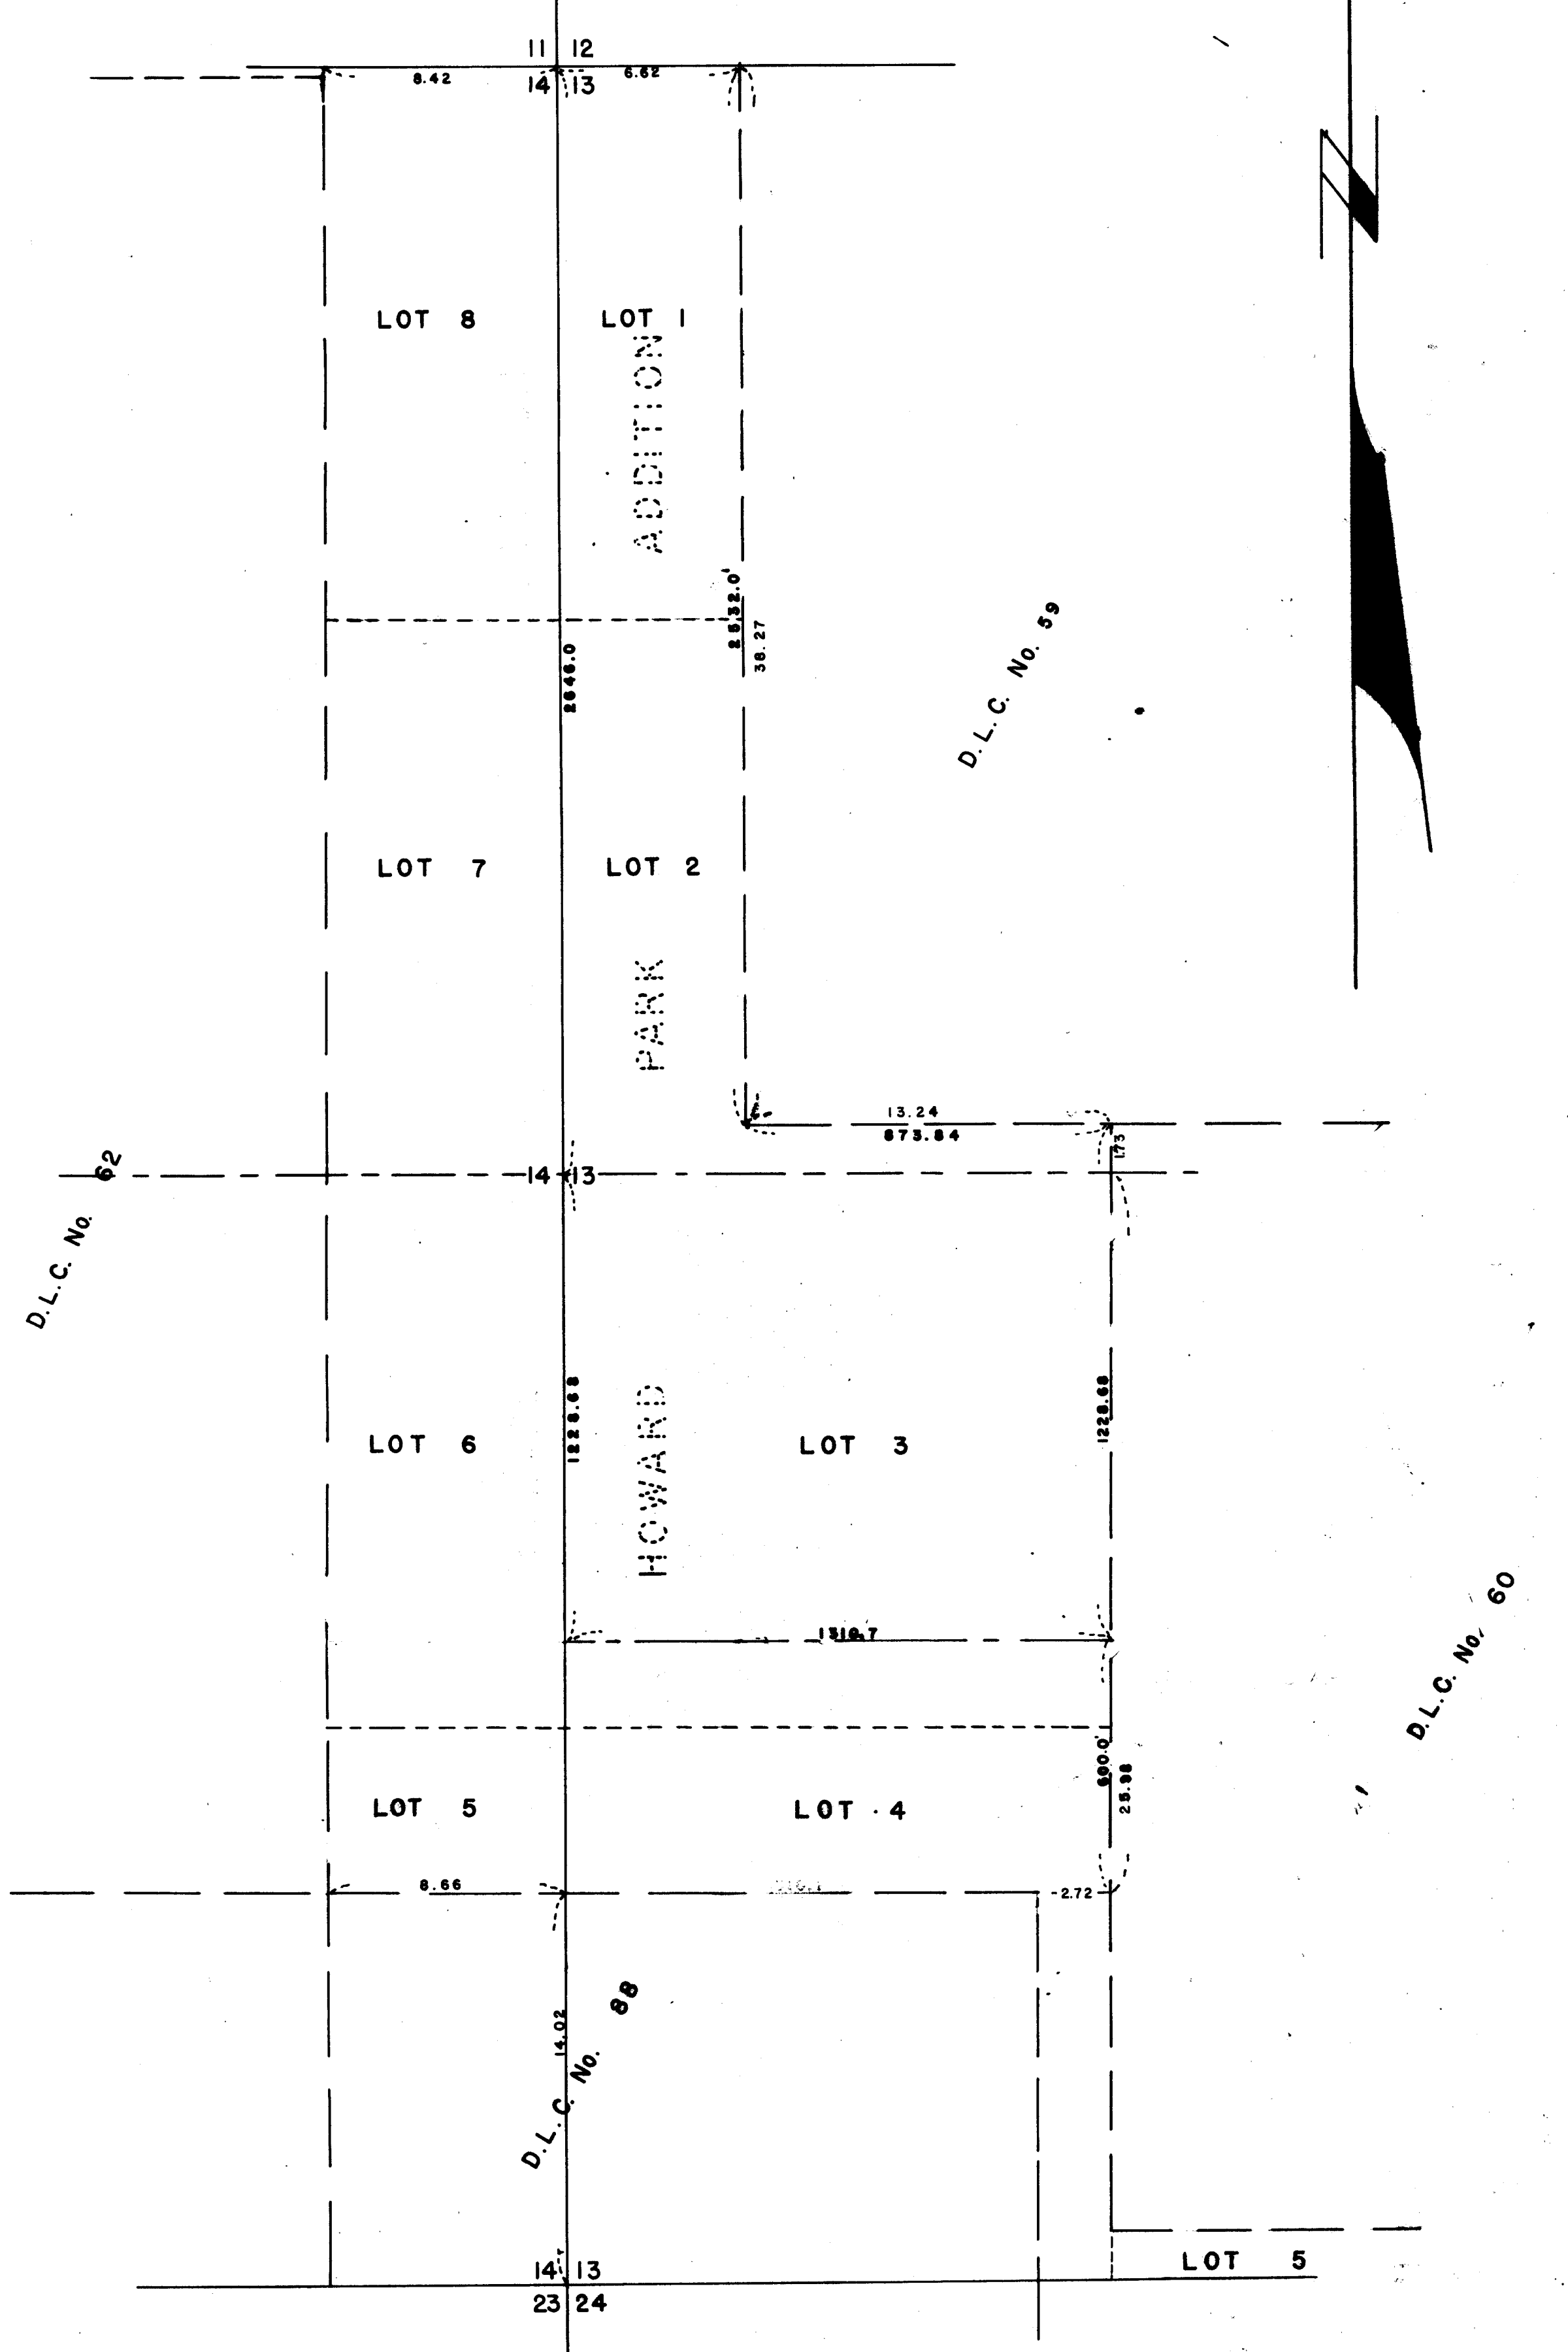 11 12
8.42 6.62
14 13
N
LOT 8 LOT 1
ADDITION
2532.0'
38.27
2646.0
D.L.C. No. 59
LOT 7 LOT 2
PARK
13.24
873.84
1.73
14 13
D.L.C. No. 62
1228.68
1228.68
LOT 6 LOT 3
HOWARD
1310.7
600.0'
25.98
D.L.C. No. 60
LOT 5 LOT 4
8.66
2.72
14.02
D.L.C. No. 88
LOT 5
14 13
23 24